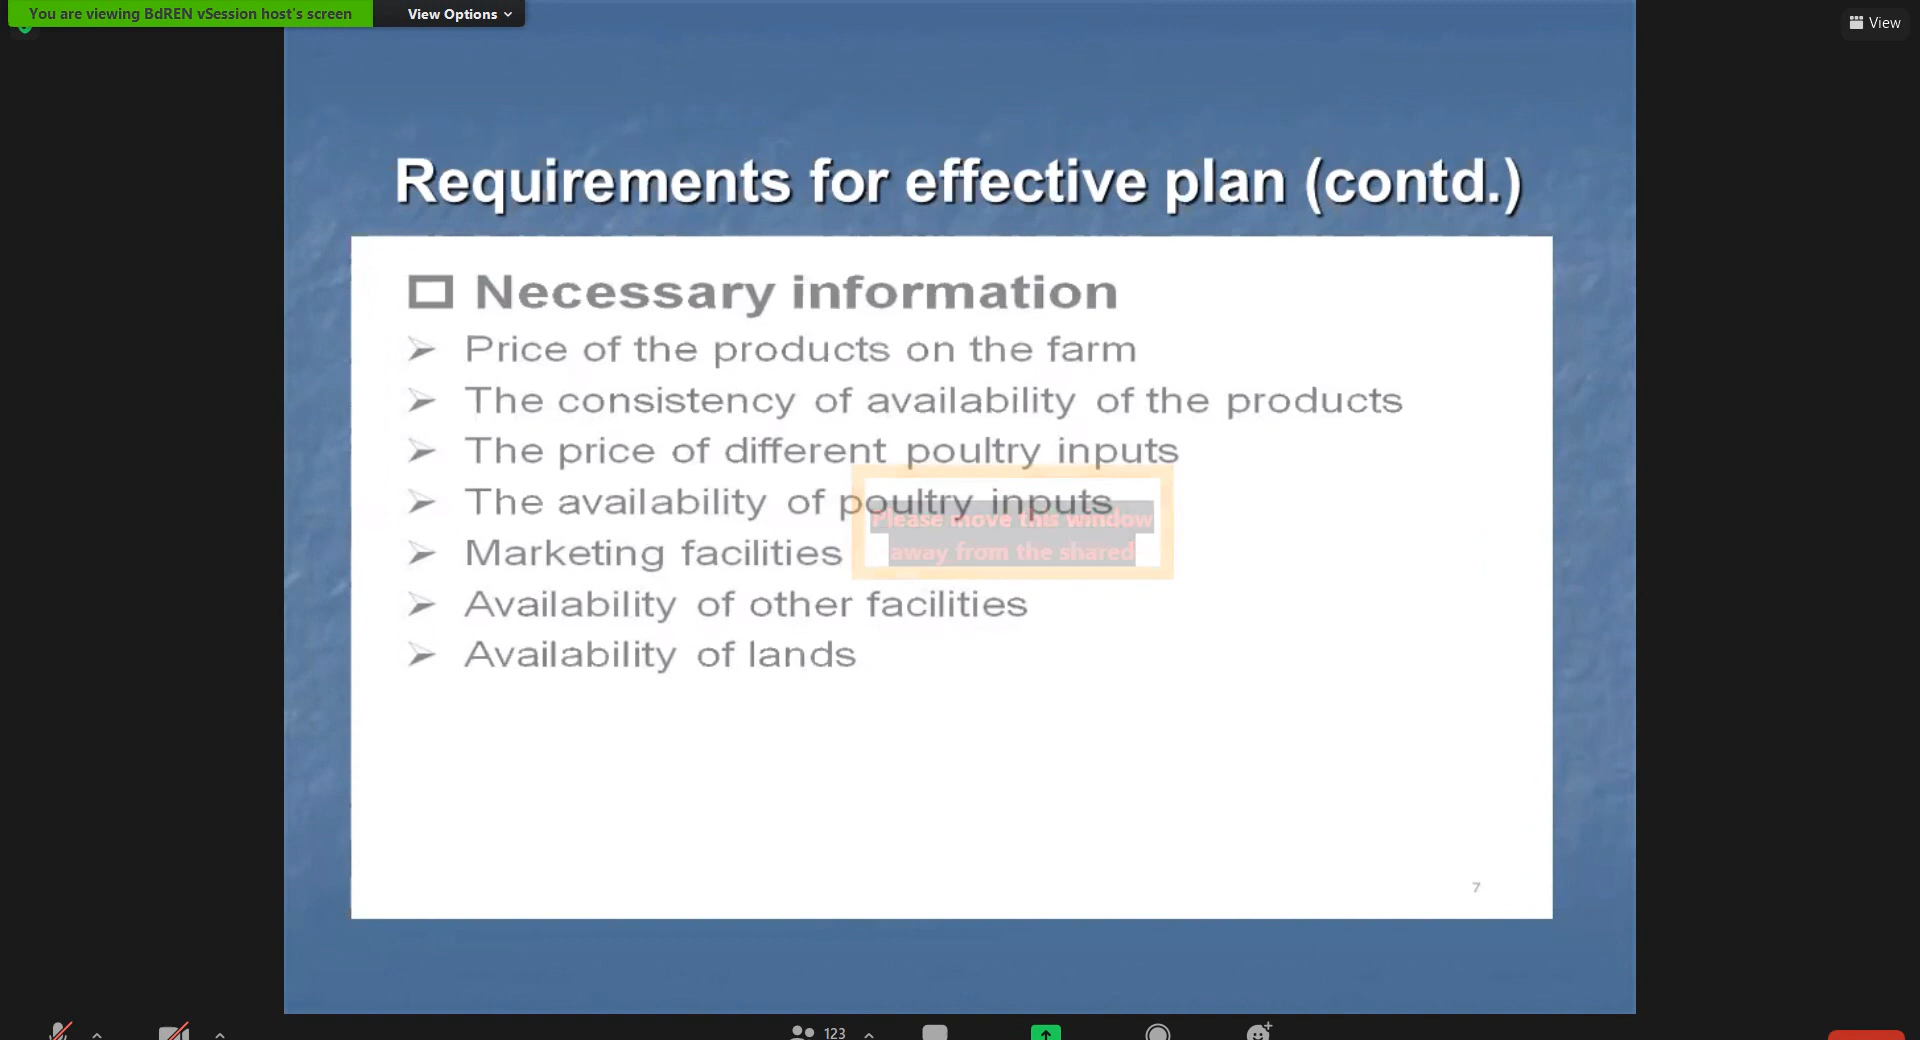 You are viewing BdREN vSession host's screen
View Options
View
Requirements for effective plan (contd.)
Necessary information
Price of the products on the farm
The consistency of availability of the products
The price of different poultry inputs
The availability of poultry inputs
Please move this window
away from the shared
Marketing facilities
Availability of other facilities
Availability of lands
7
123